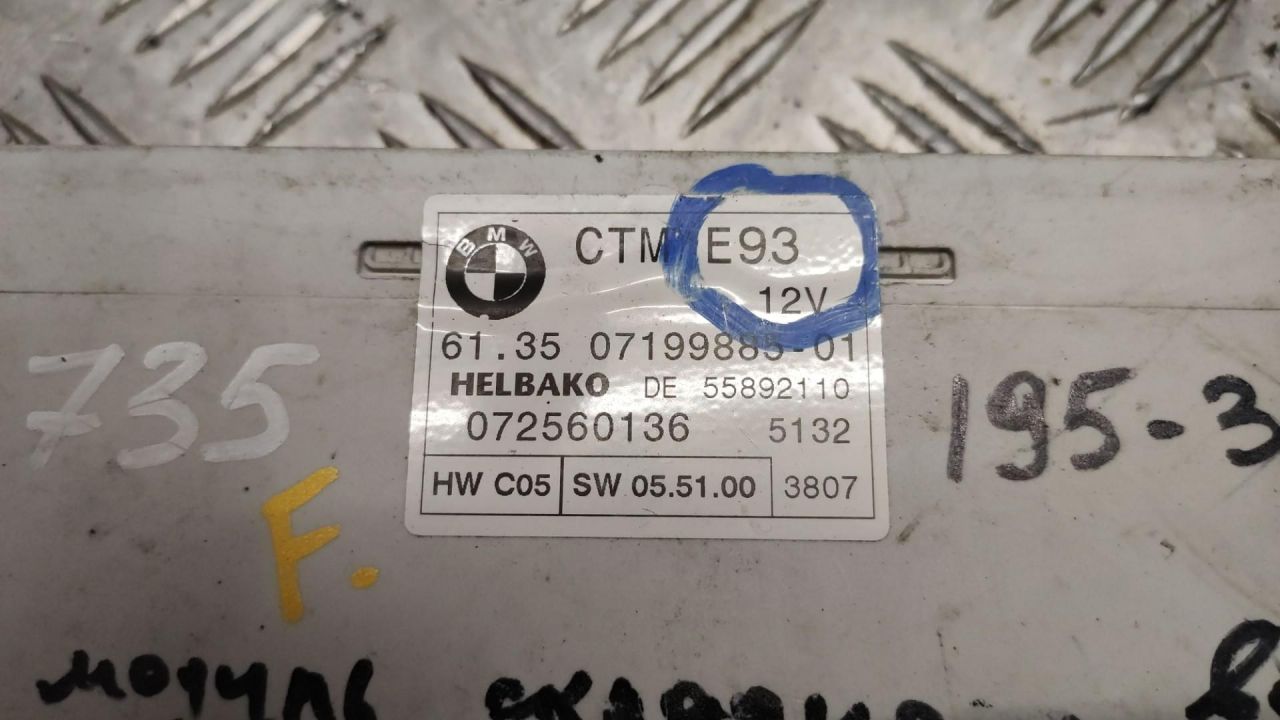 BMW
CTM E93
12V
61.35 07199885-01
HELBAKO DE 55892110
072560136 5132
HW C05 SW 05.51.00 3807
735
195-3
F.
модуль